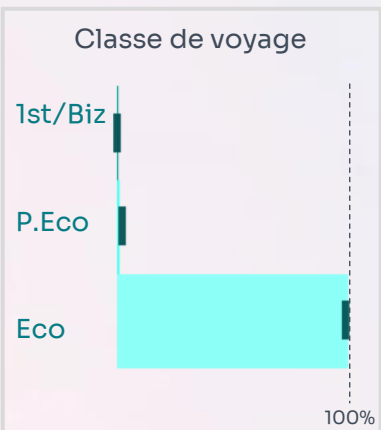 Classe de voyage
1st/Biz
P.Eco
Eco
100%